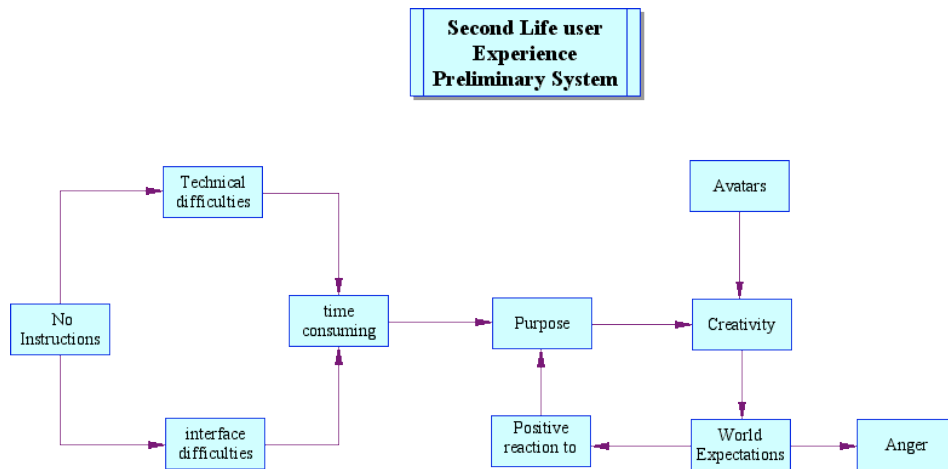 Second Life user
Experience
Preliminary System
Technical
difficulties
Avatars
No
Instructions
time
consuming
Purpose
Creativity
interface
difficulties
Positive
reaction to
World
Expectations
Anger